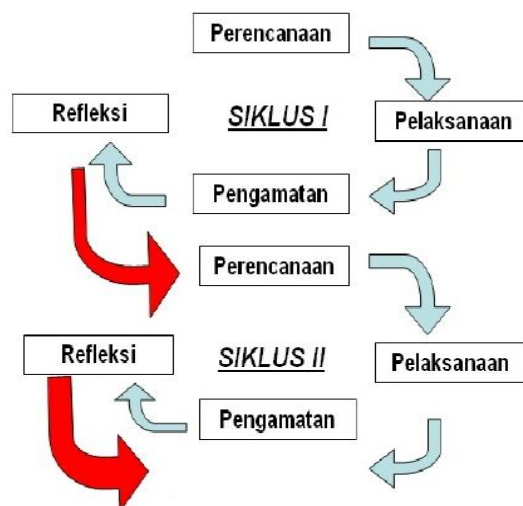 Perencanaan
Refleksi
SIKLUS I
Pelaksanaan
Pengamatan
Perencanaan
Refleksi
SIKLUS II
Pelaksanaan
Pengamatan